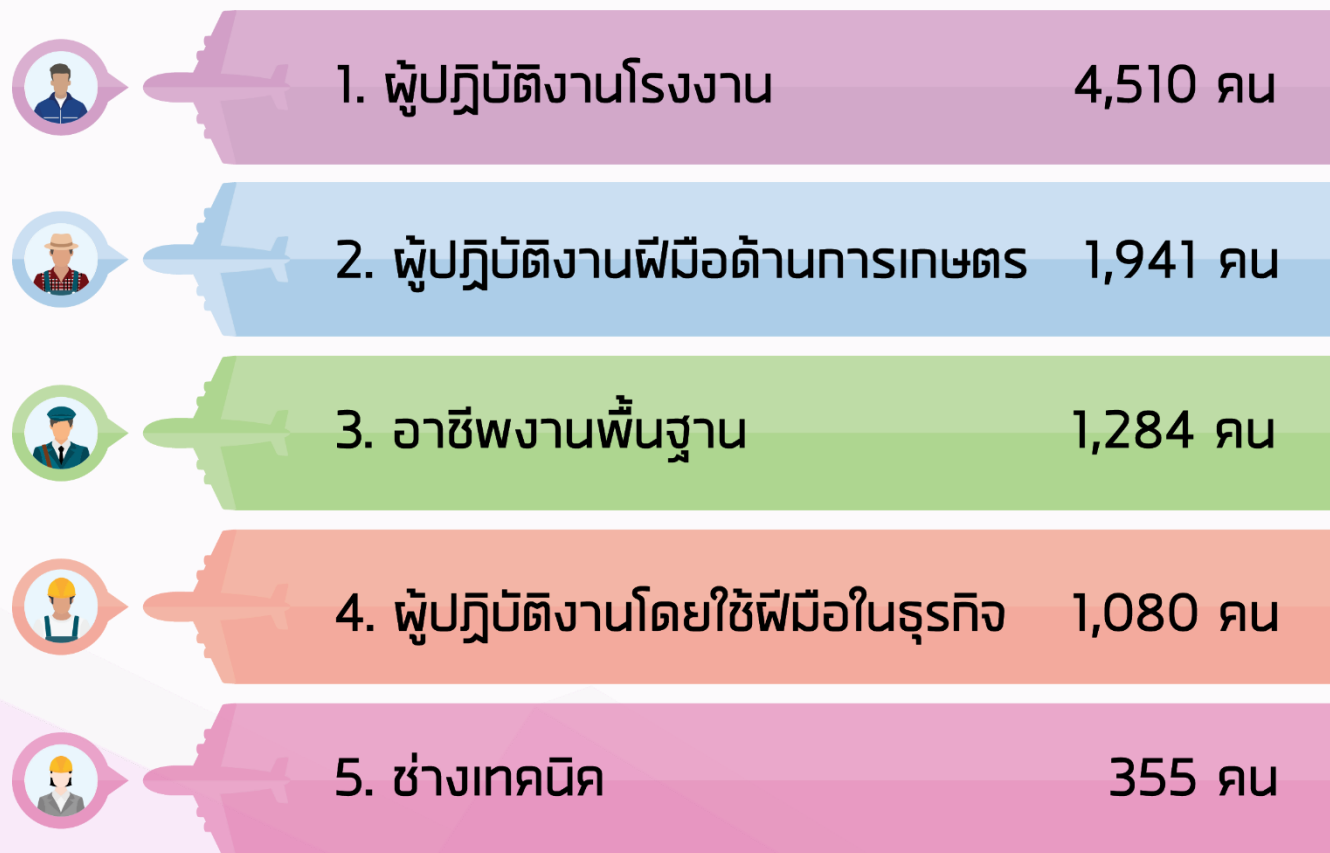 1. ผู้ปฏิบัติงานโรงงาน 4,510 คน
2. ผู้ปฏิบัติงานฝีมือด้านการเกษตร 1,941 คน
3. อาชีพงานพื้นฐาน 1,284 คน
4. ผู้ปฏิบัติงานโดยใช้ฝีมือในธุรกิจ 1,080 คน
5. ช่างเทคนิค 355 คน